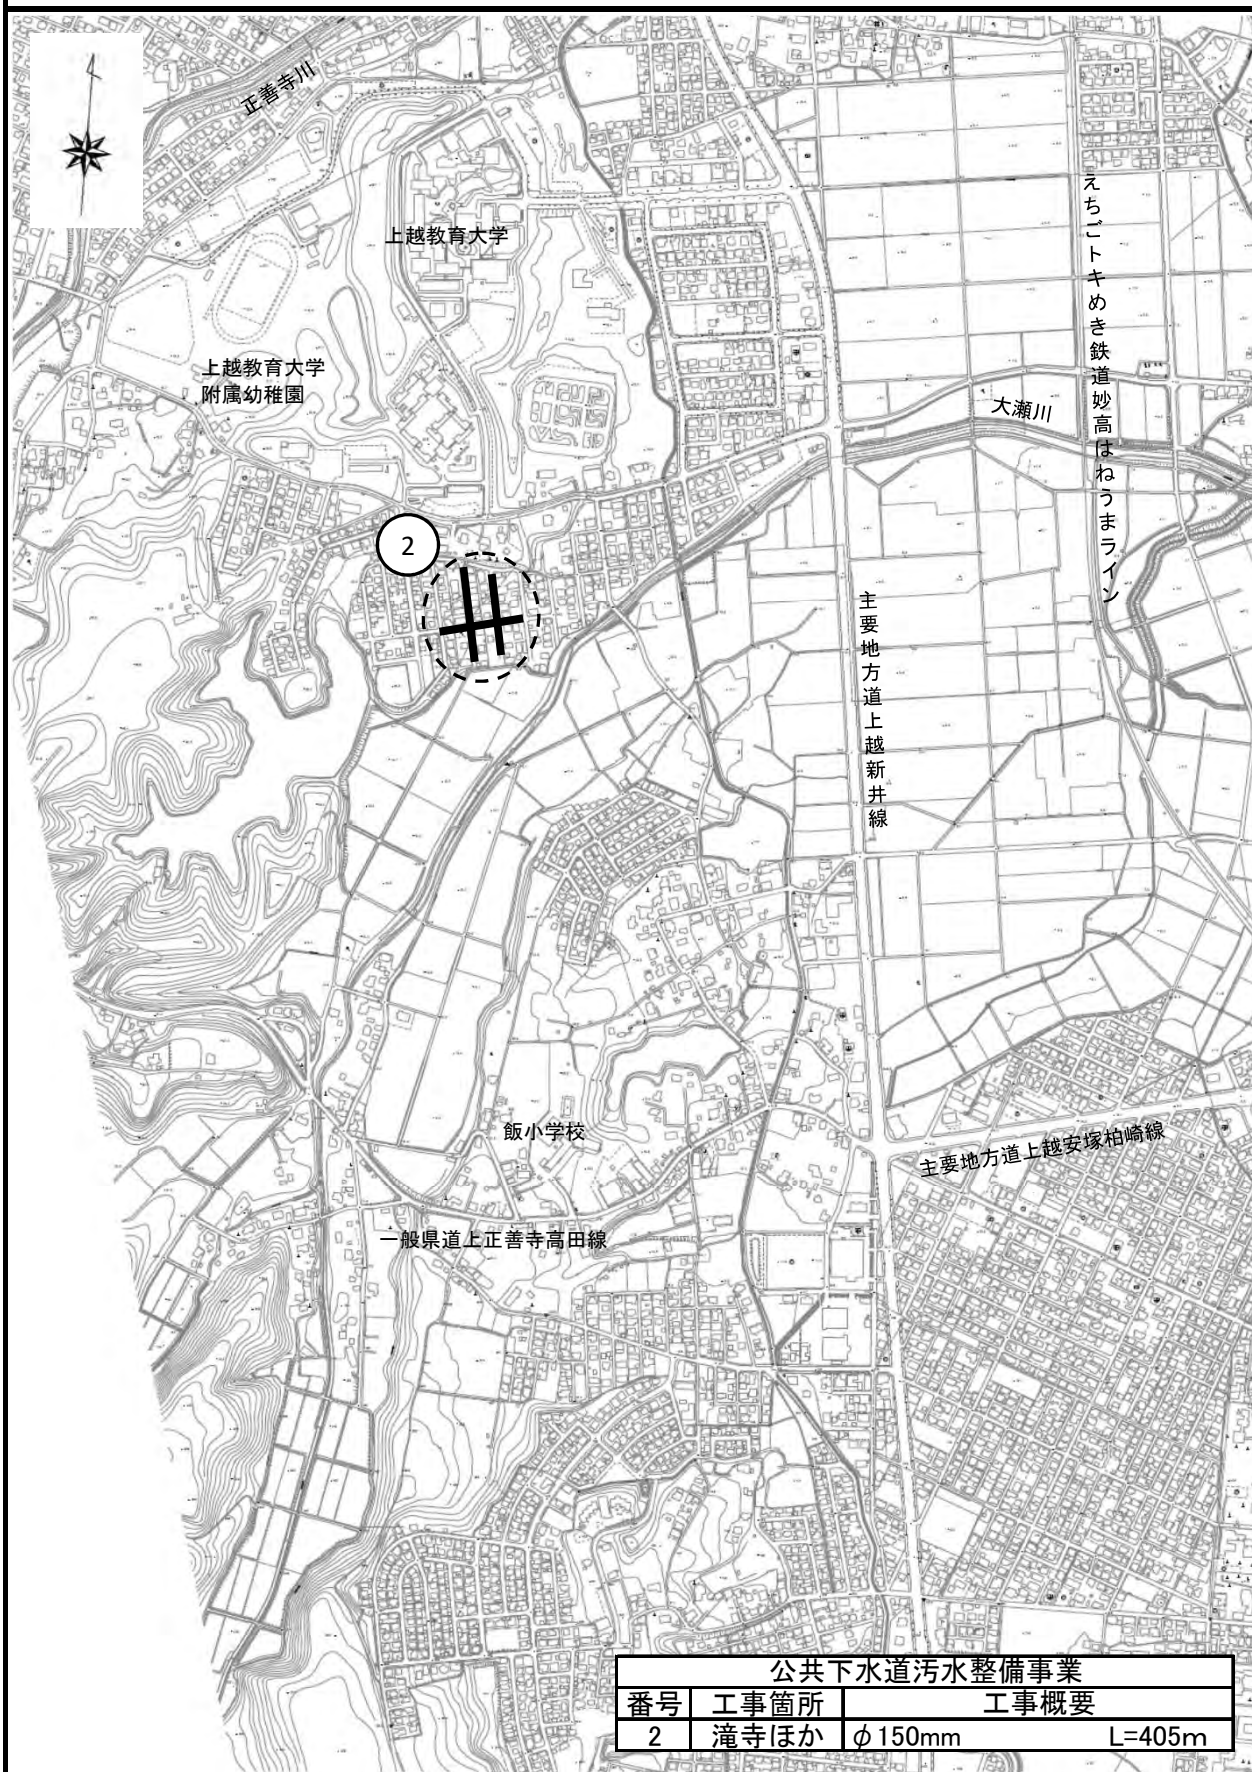 正善寺川
上越教育大学
えちごトキめき鉄道妙高はねうまライン
上越教育大学
附属幼稚園
大瀬川
2
主要地方道上越新井線
飯小学校
主要地方道上越安塚柏崎線
一般県道上正善寺高田線
公共下水道汚水整備事業
番号 工事箇所 工事概要
2 滝寺ほか φ150mm L=405m